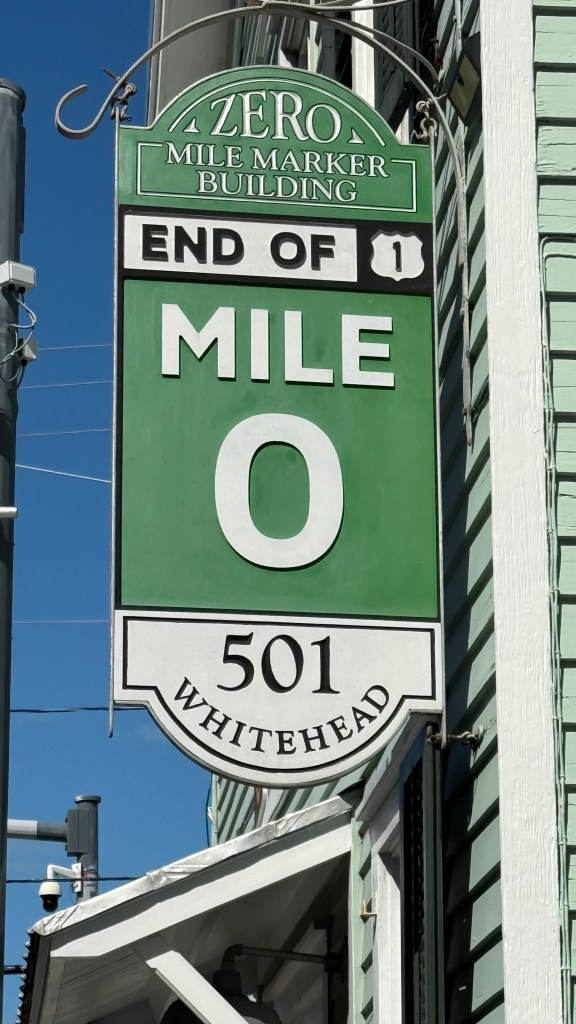 ZERO
MILE MARKER
BUILDING
END OF 1
MILE
0
501
WHITEHEAD